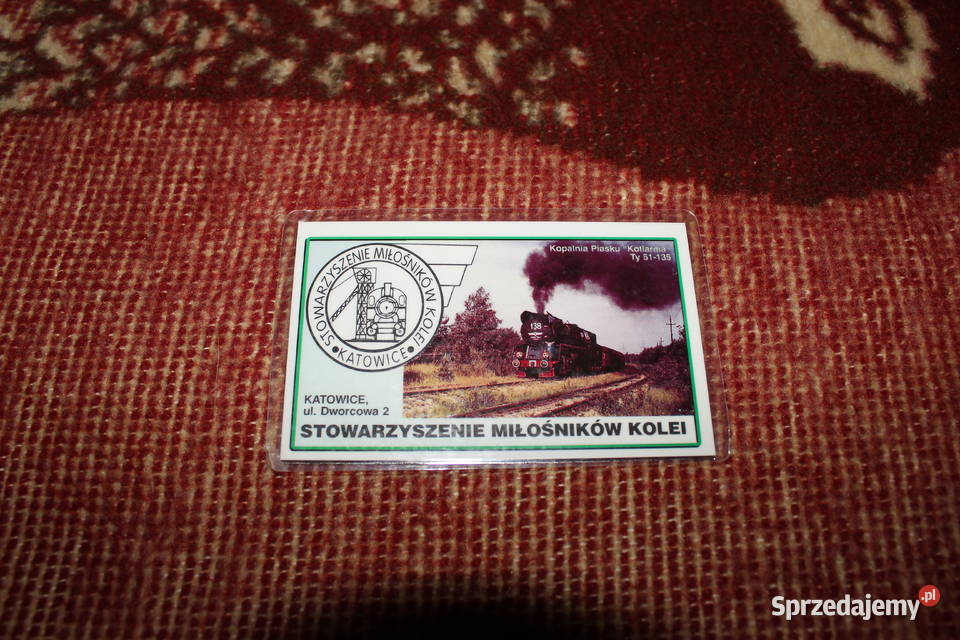 STOWARZYSZENIE MIŁOŚNIKÓW KOLEI
• KATOWICE •
Kopalnia Piasku "Kotlarnia"
Ty 51-135
138
KATOWICE,
ul. Dworcowa 2
STOWARZYSZENIE MIŁOŚNIKÓW KOLEI
Sprzedajemy.pl